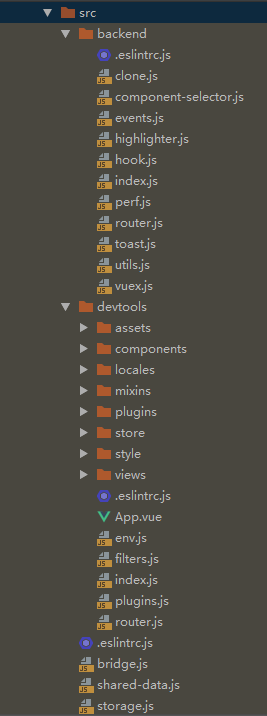 src
backend
.eslintrc.js
clone.js
component-selector.js
events.js
highlighter.js
hook.js
index.js
perf.js
router.js
toast.js
utils.js
vuex.js
devtools
assets
components
locales
mixins
plugins
store
style
views
.eslintrc.js
App.vue
env.js
filters.js
index.js
plugins.js
router.js
.eslintrc.js
bridge.js
shared-data.js
storage.js